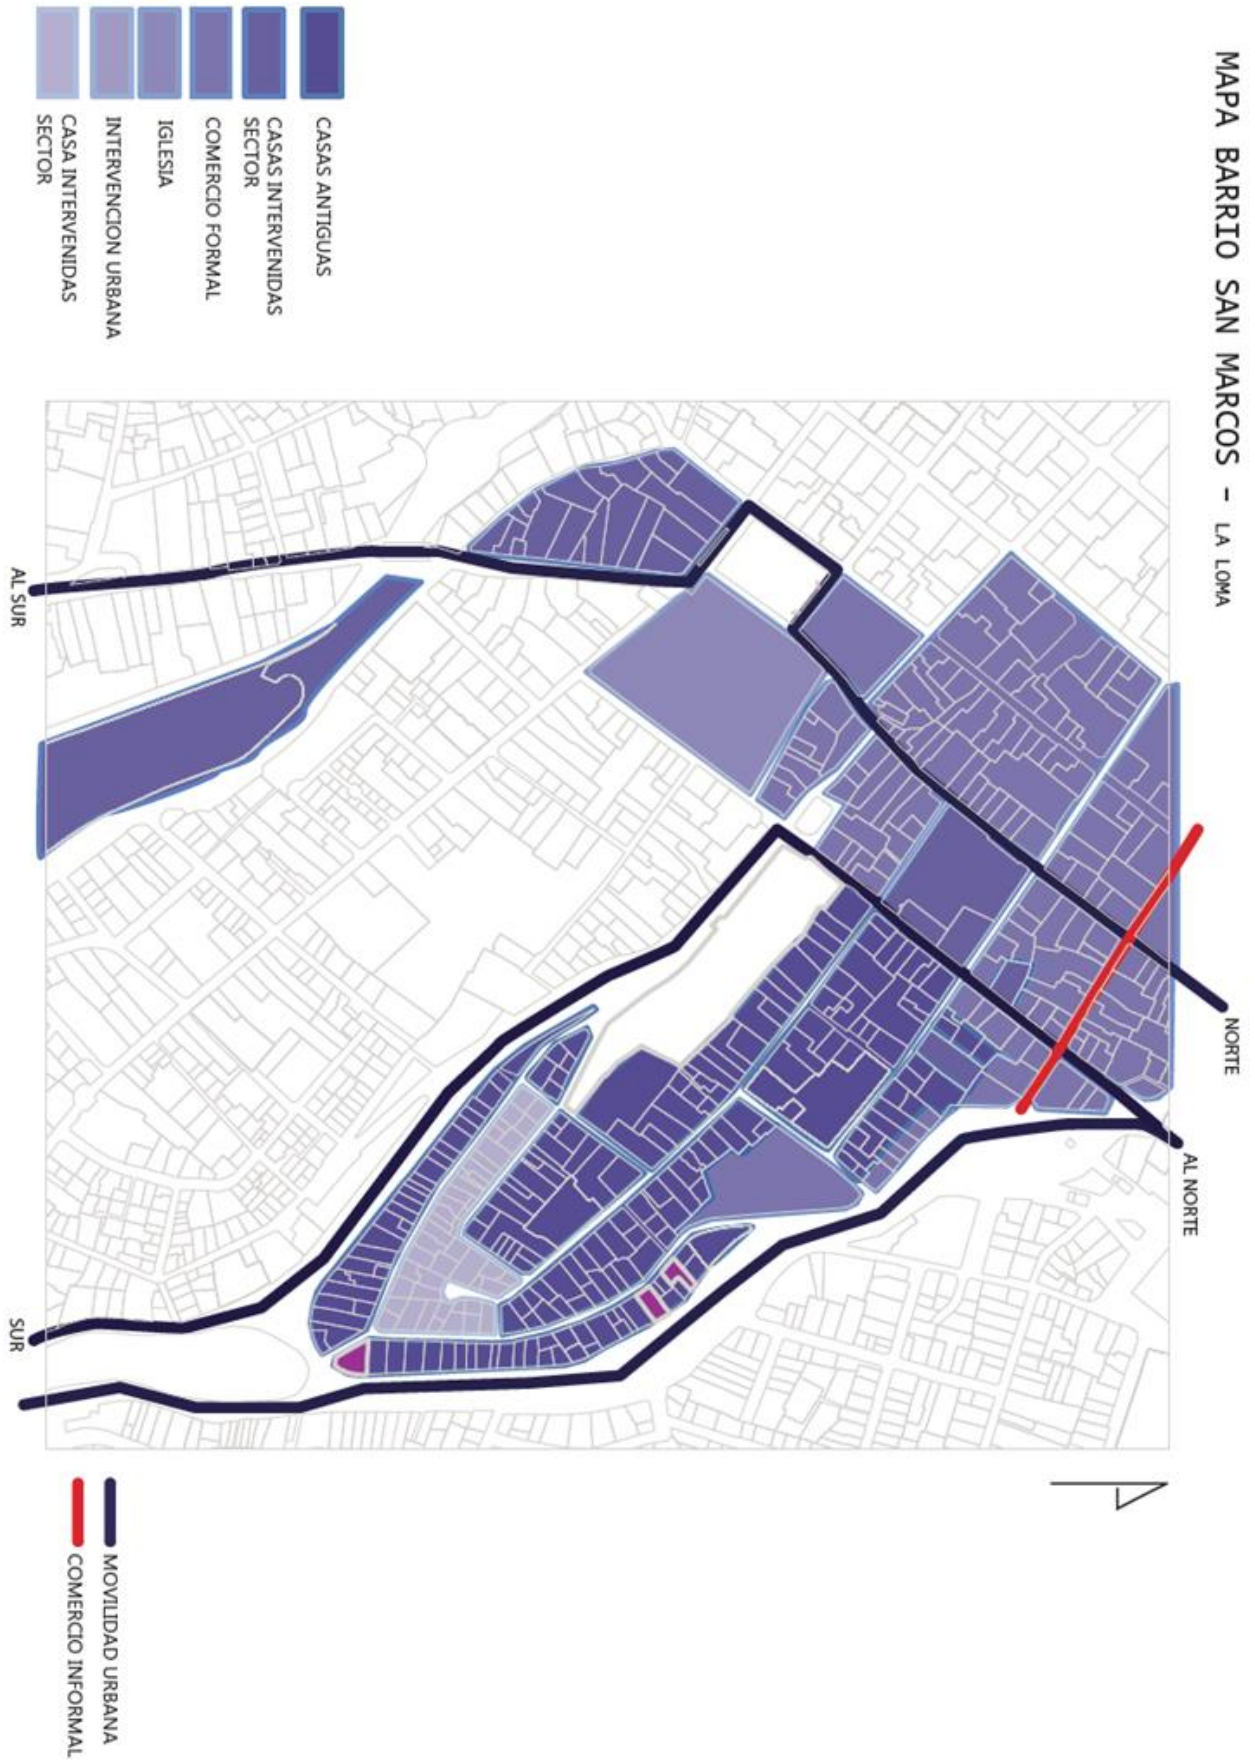 MAPA BARRIO SAN MARCOS - LA LOMA
CASAS ANTIGUAS
CASAS INTERVENIDAS
SECTOR
COMERCIO FORMAL
IGLESIA
INTERVENCION URBANA
CASA INTERVENIDAS
SECTOR
NORTE
AL NORTE
AL SUR
SUR
MOVILIDAD URBANA
COMERCIO INFORMAL